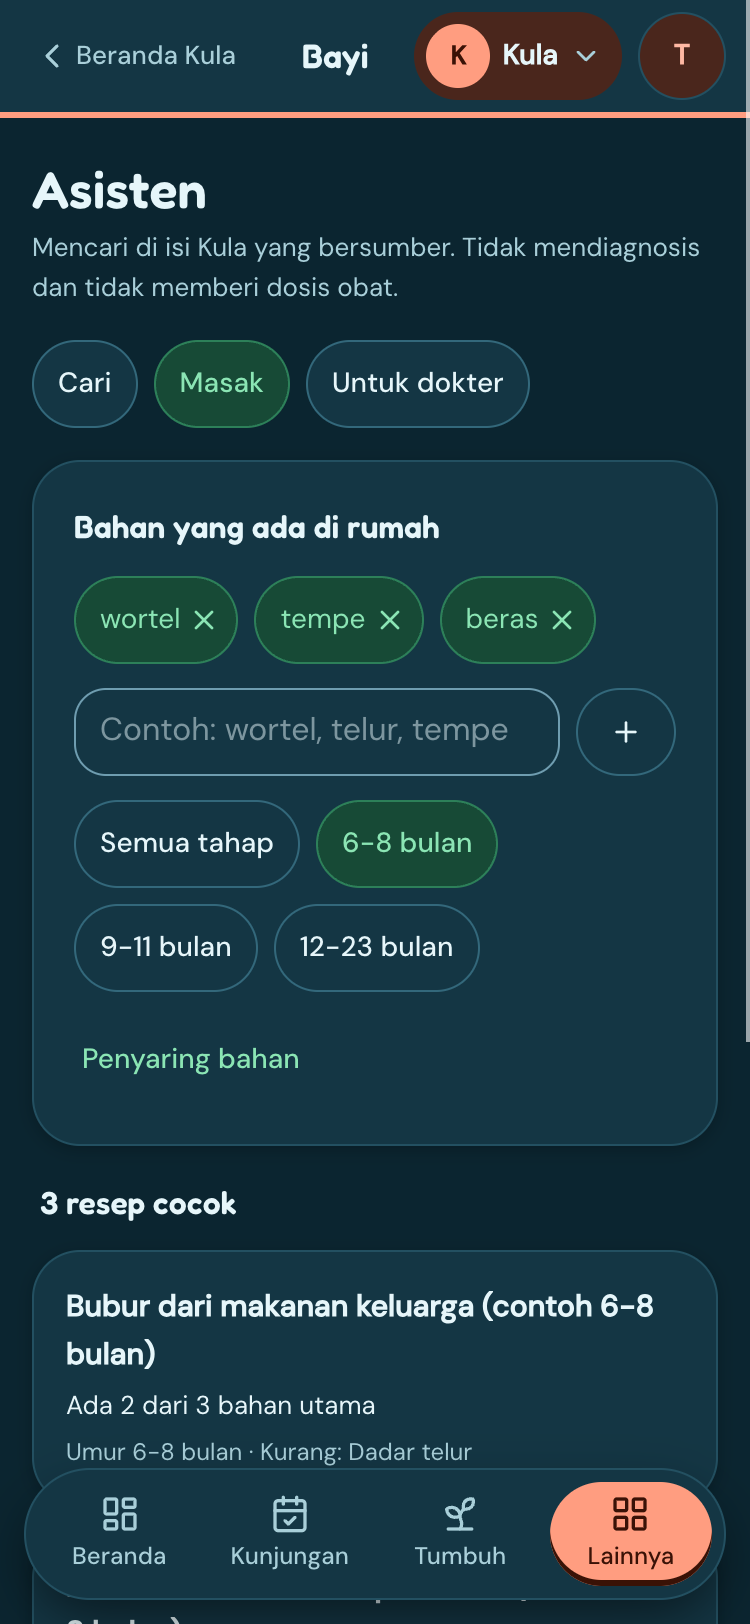 Beranda Kula
Bayi
K
Kula
T
Asisten
Mencari di isi Kula yang bersumber. Tidak mendiagnosis
dan tidak memberi dosis obat.
Cari
Masak
Untuk dokter
Bahan yang ada di rumah
wortel
tempe
beras
Contoh: wortel, telur, tempe
Semua tahap
6-8 bulan
9-11 bulan
12-23 bulan
Penyaring bahan
3 resep cocok
Bubur dari makanan keluarga (contoh 6-8
bulan)
Ada 2 dari 3 bahan utama
Umur 6-8 bulan · Kurang: Dadar telur
Beranda
Kunjungan
Tumbuh
Lainnya